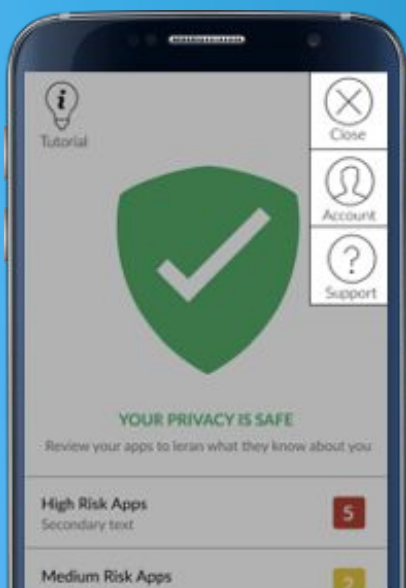 Tutorial
Close
Account
Support
YOUR PRIVACY IS SAFE
Review your apps to leran what they know about you
High Risk Apps
5
Secondary text
Medium Risk Apps
2